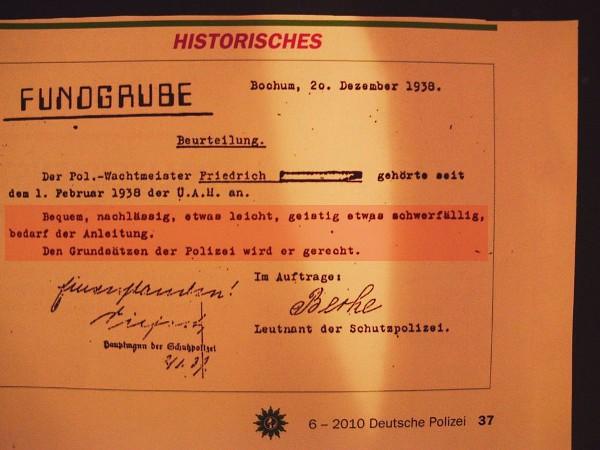 HISTORISCHES
FUNDGRUBE
Bochum, 2o. Dezember 1938.
Beurteilung.
Der Pol.-Wachtmeister Friedrich gehörte seit
dem 1. Februar 1938 der U.A.H. an.
Bequem, nachlässig, etwas leicht, geistig etwas schwerfällig,
bedarf der Anleitung.
Den Grundsätzen der Polizei wird er gerecht.
Im Auftrage:
Einverstanden!
Hauptmann der Schutzpolizei
Leutnant der Schutzpolizei.
6 – 2010 Deutsche Polizei 37